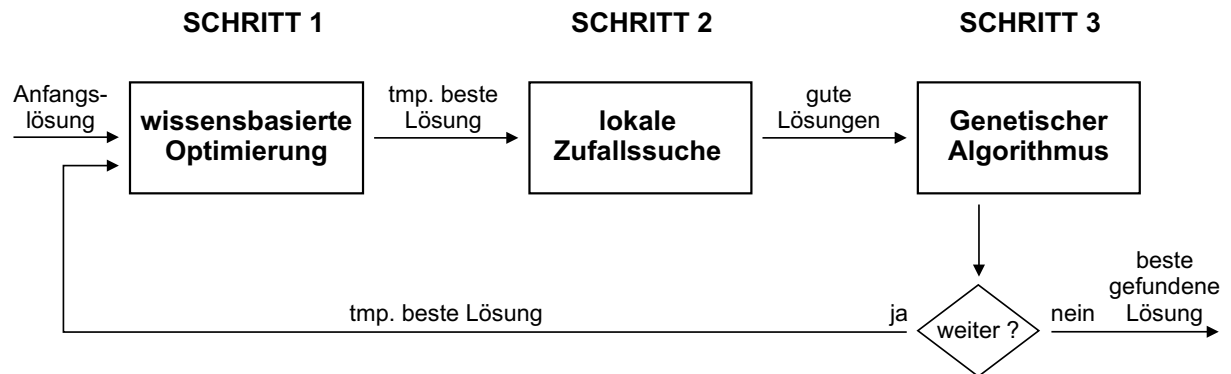 SCHRITT 1
SCHRITT 2
SCHRITT 3
Anfangs-
lösung
wissensbasierte
Optimierung
tmp. beste
Lösung
lokale
Zufallssuche
gute
Lösungen
Genetischer
Algorithmus
tmp. beste Lösung
ja
weiter ?
nein
beste
gefundene
Lösung